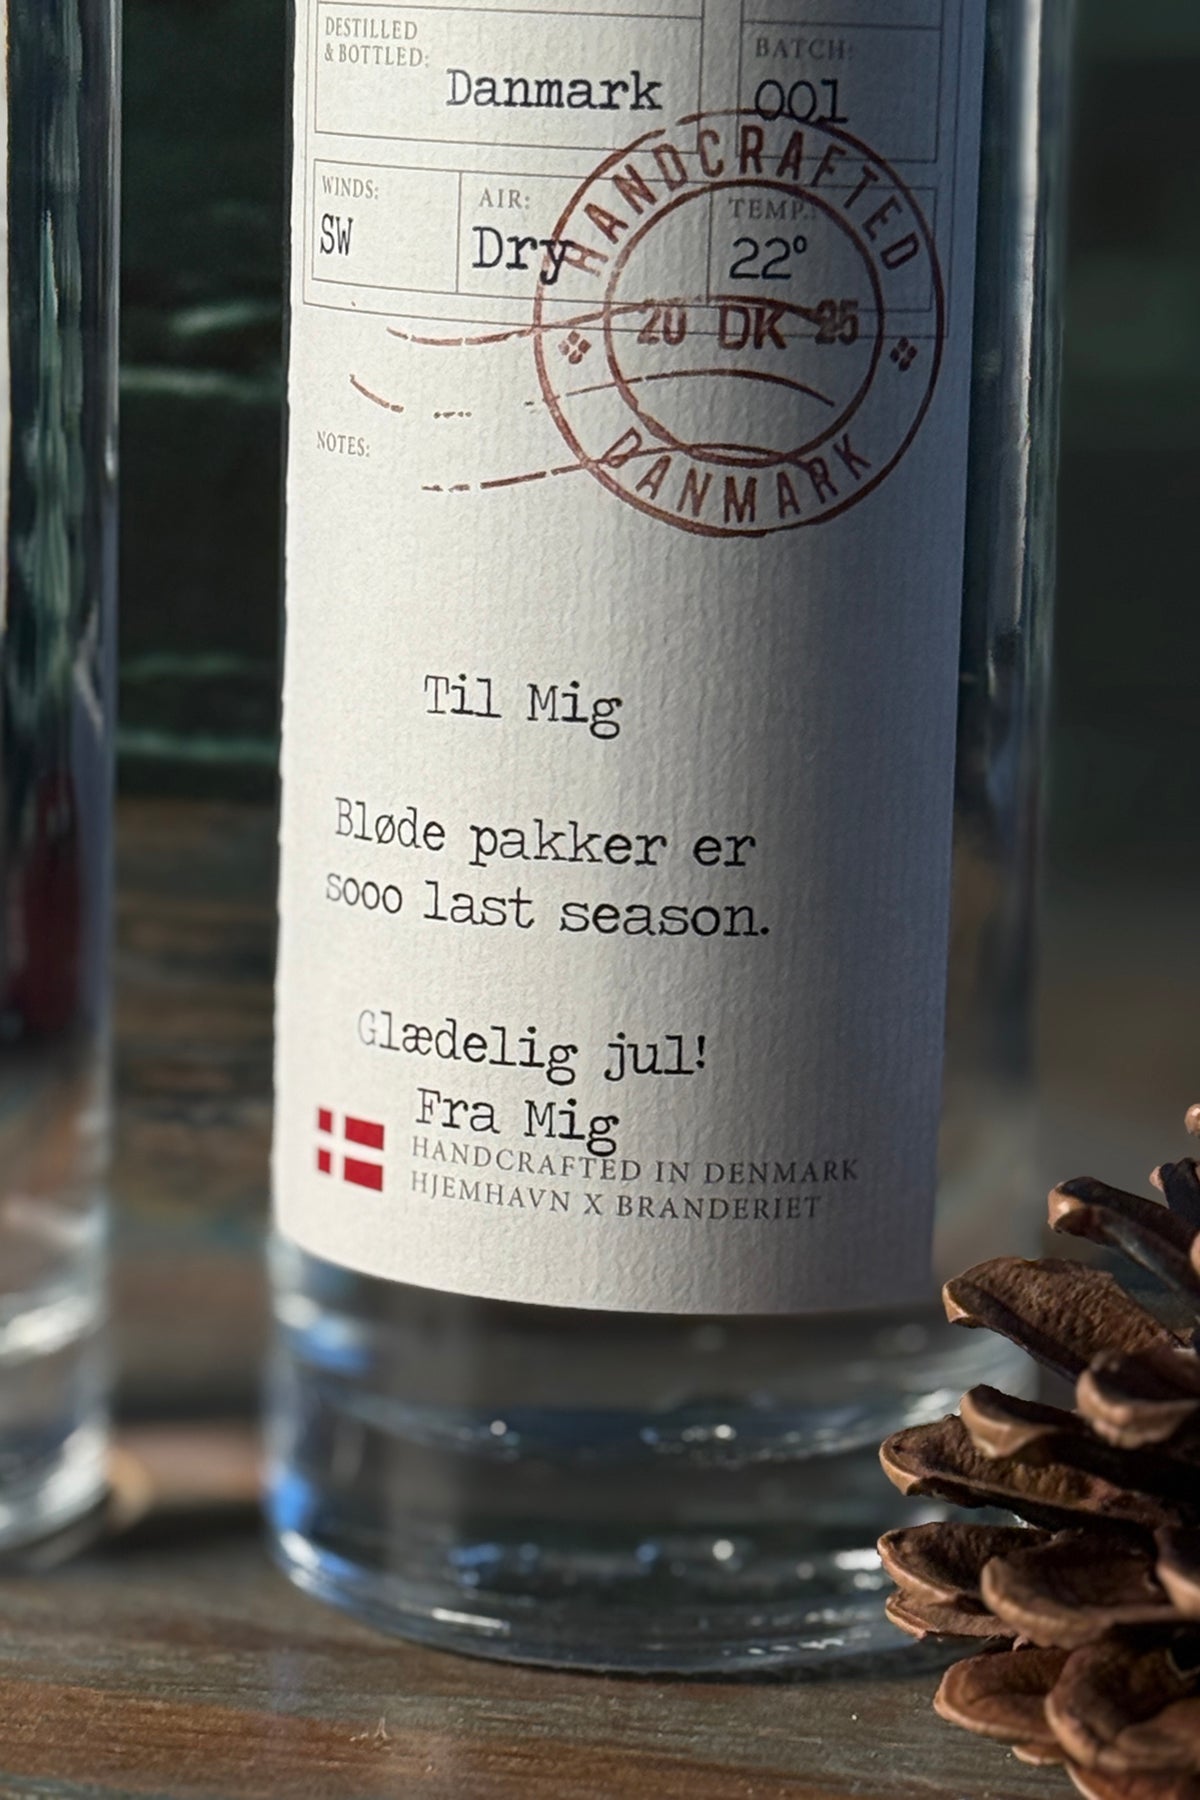 DESTILLED
& BOTTLED:
Danmark
BATCH:
001
WINDS:
SW
AIR:
Dry
TEMP.:
22°
HANDCRAFTED
20 DK 25
DANMARK
NOTES:
Til Mig
Bløde pakker er
sooo last season.
Glædelig jul!
Fra Mig
HANDCRAFTED IN DENMARK
HJEMHAVN X BRANDERIET